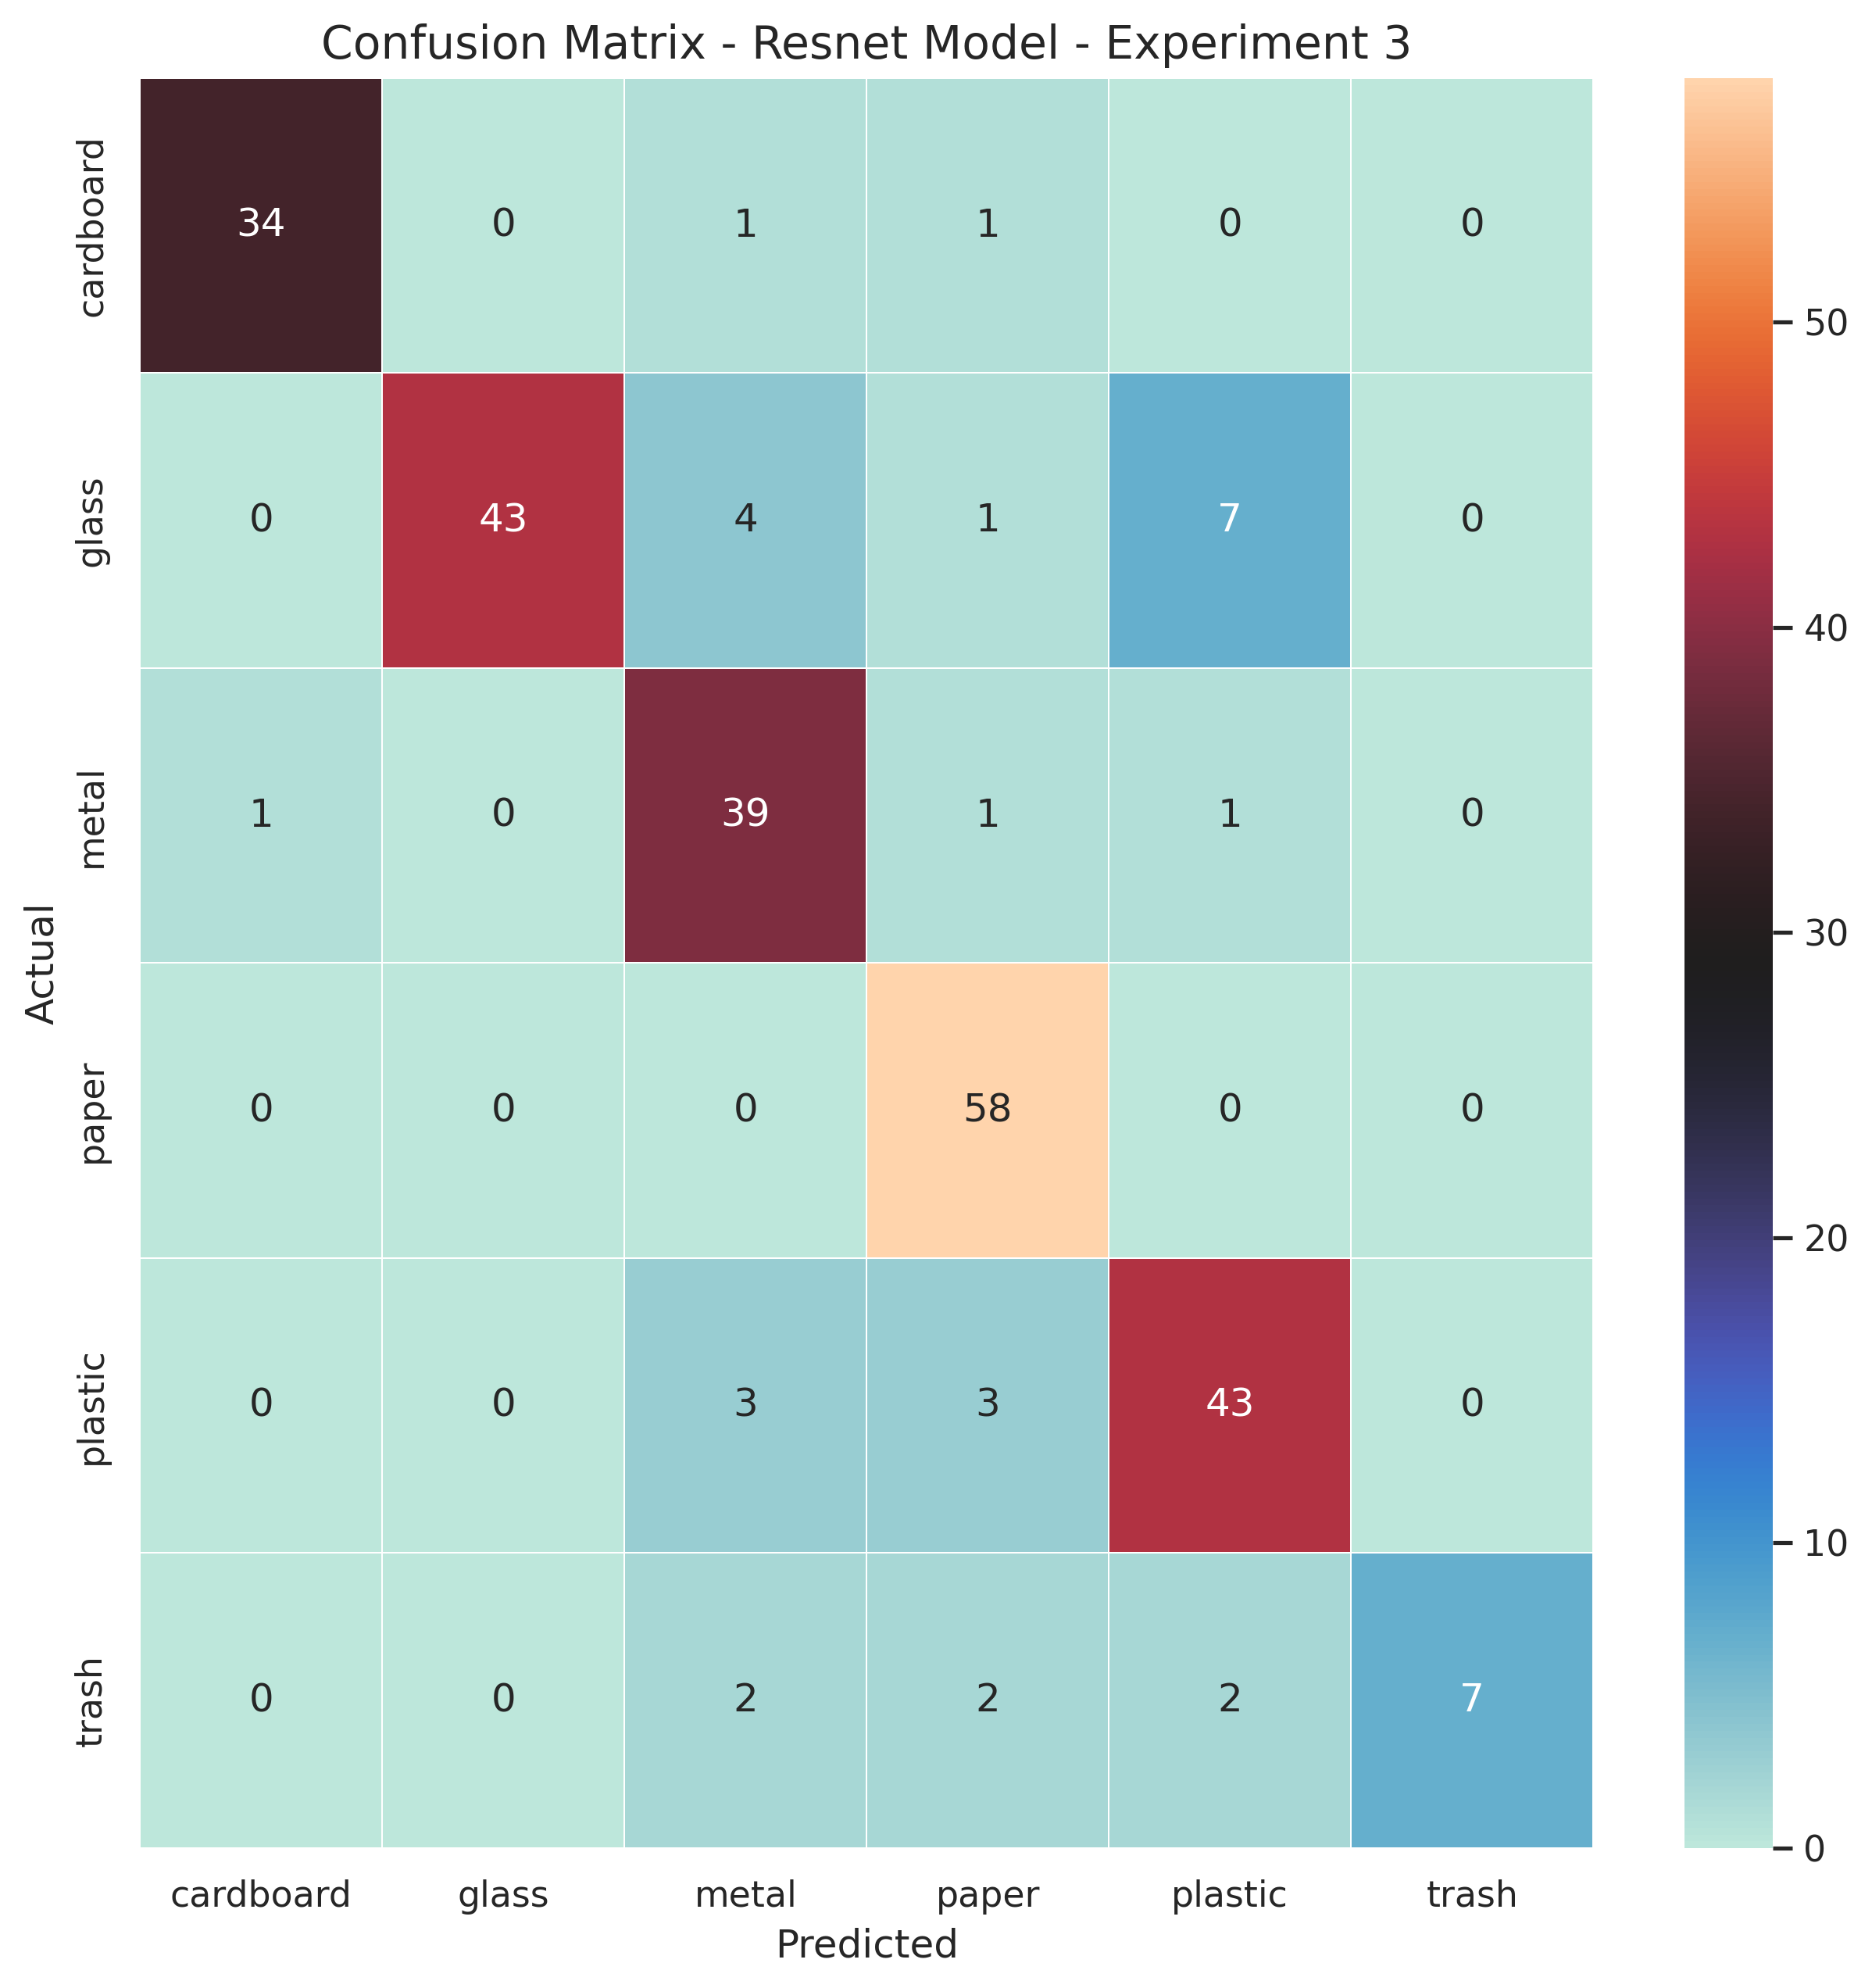 Confusion Matrix - Resnet Model - Experiment 3
cardboard 34 0 1 1 0 0
glass 0 43 4 1 7 0
metal 1 0 39 1 1 0
paper 0 0 0 58 0 0
plastic 0 0 3 3 43 0
trash 0 0 2 2 2 7
Actual
cardboard glass metal paper plastic trash
Predicted
50
40
30
20
10
0